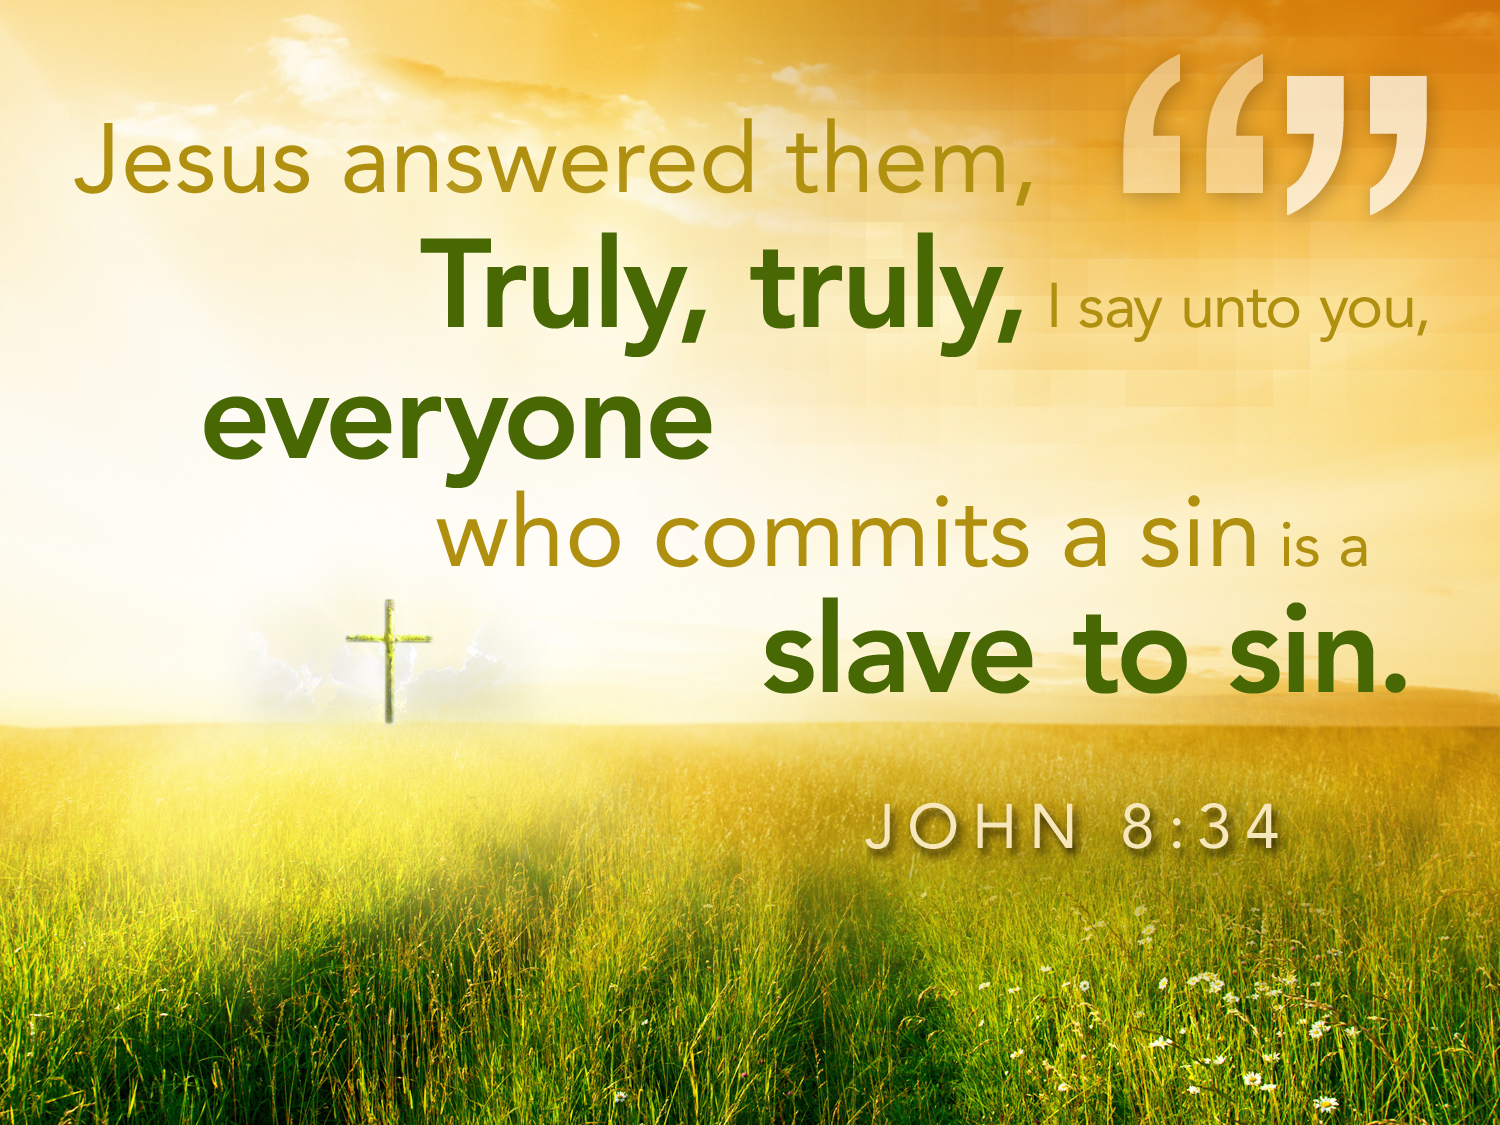 Jesus answered them,
Truly, truly, I say unto you,
everyone
who commits a sin is a
slave to sin.
JOHN 8:34